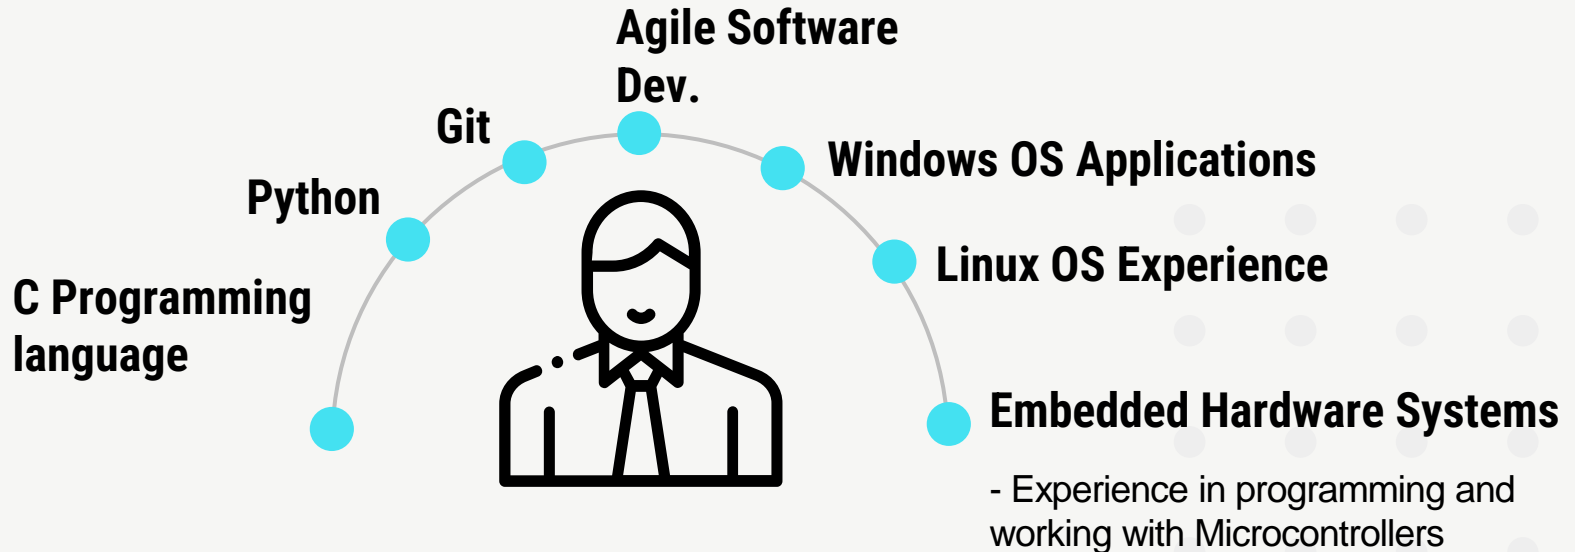 Agile Software
Dev.
Git
Windows OS Applications
Python
Linux OS Experience
C Programming
language
Embedded Hardware Systems
- Experience in programming and
working with Microcontrollers